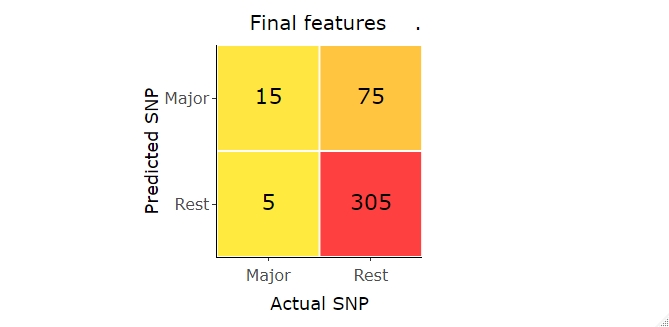 Final features .
Predicted SNP
Major 15 75
Rest 5 305
Major Rest
Actual SNP